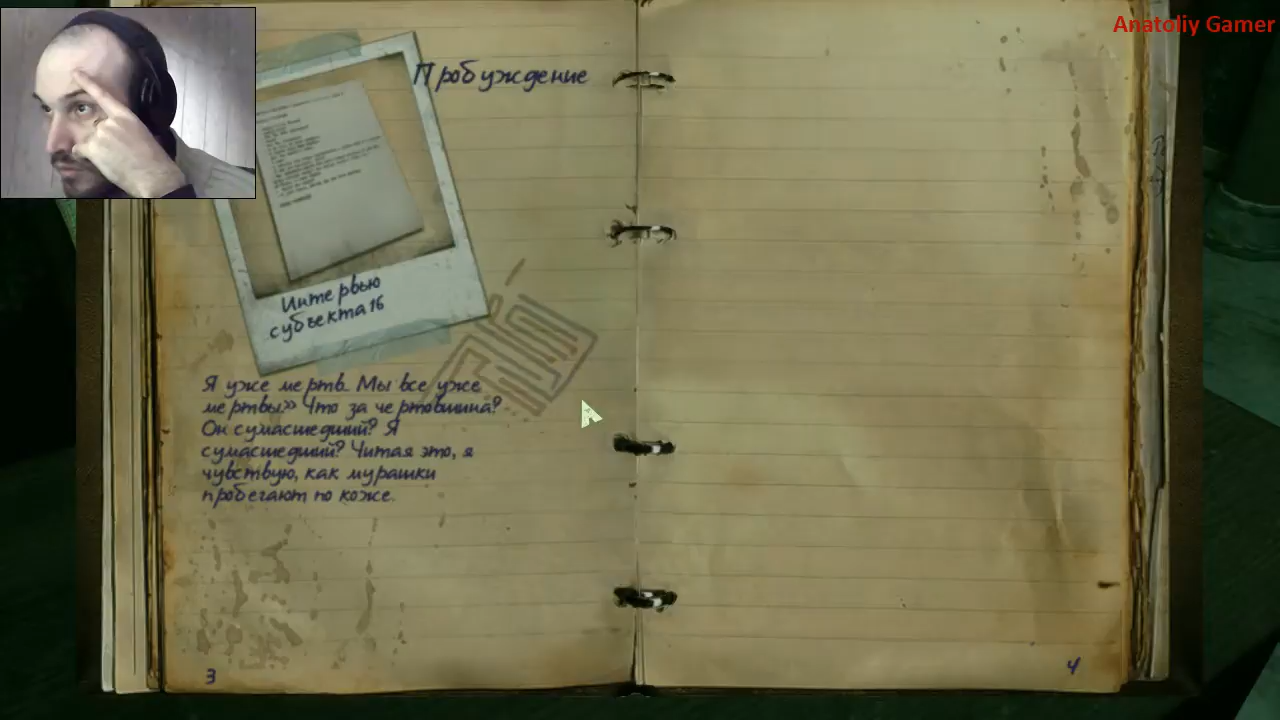 Anatoliy Gamer
Пробуждение
Интервью
субъекта 16
Я уже мертв. Мы все уже
мертвы» Что за чертовщина?
Он сумасшедший? Я
сумасшедший? Читая это, я
чувствую, как мурашки
пробегают по коже.
3
4